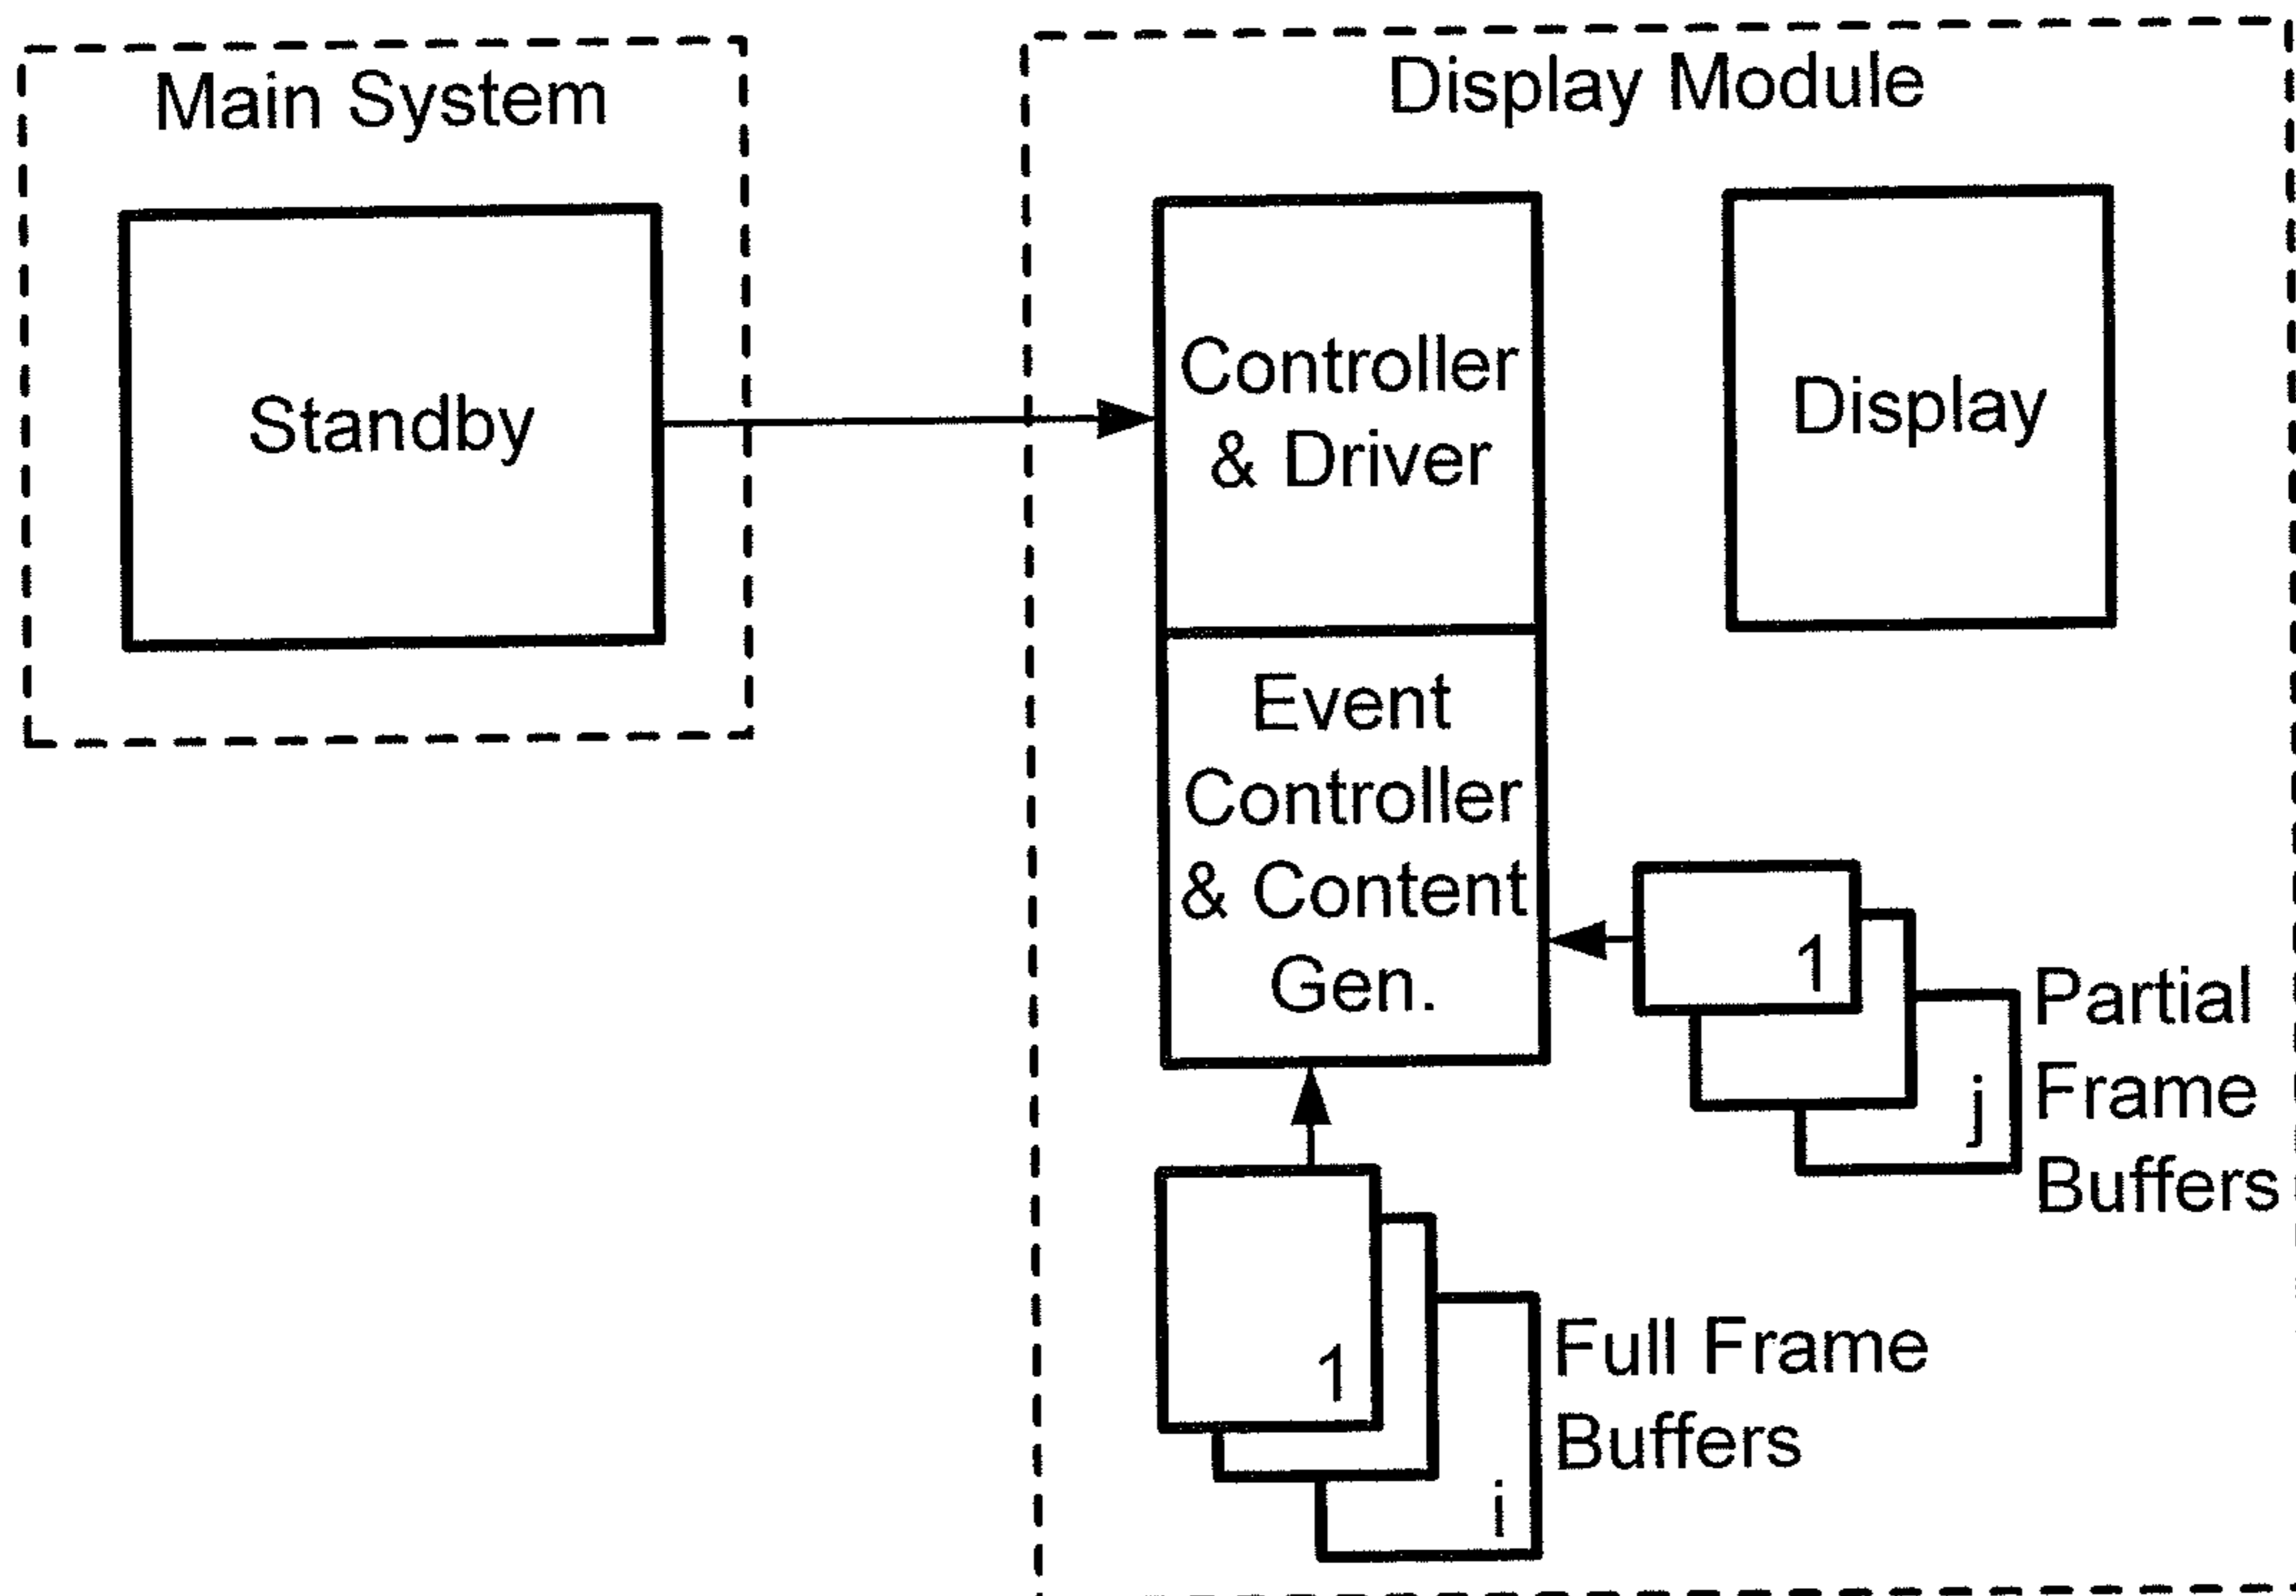 Main System
Display Module
Standby
Controller
& Driver
Display
Event
Controller
& Content
Gen.
1
j
Partial
Frame
Buffers
1
i
Full Frame
Buffers